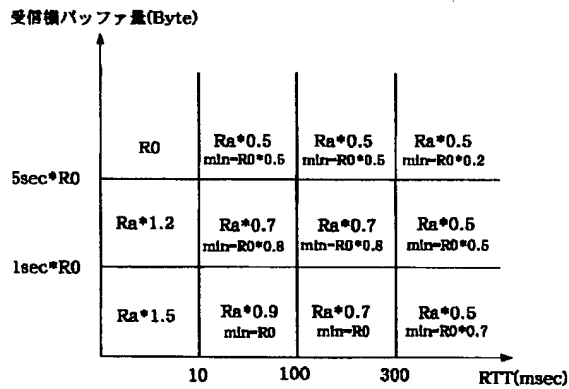 受信側バッファ量(Byte)
R0
Ra*0.5
min=R0*0.5
Ra*0.5
min=R0*0.5
Ra*0.5
min=R0*0.2
5sec*R0
Ra*1.2
Ra*0.7
min=R0*0.8
Ra*0.7
min=R0*0.8
Ra*0.5
min=R0*0.5
1sec*R0
Ra*1.5
Ra*0.9
min=R0
Ra*0.7
min=R0
Ra*0.5
min=R0*0.7
10
100
300
RTT(msec)